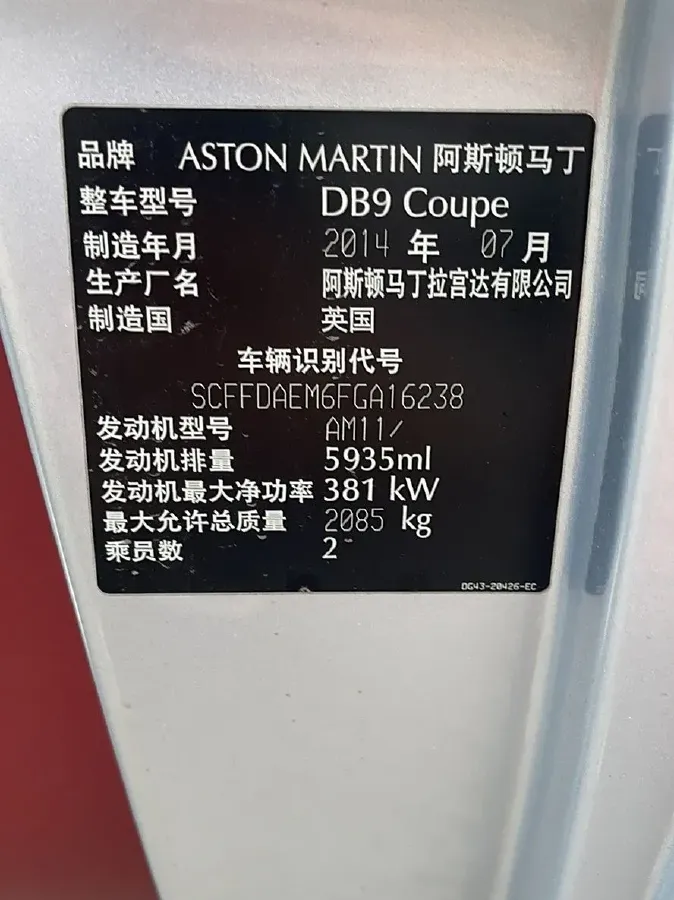 品牌 ASTON MARTIN 阿斯顿马丁
整车型号 DB9 Coupe
制造年月 2014 年 07 月
生产厂名 阿斯顿马丁拉宫达有限公司
制造国 英国
车辆识别代号
SCFFDAEM6FGA16238
发动机型号 AM11/
发动机排量 5935ml
发动机最大净功率 381 kW
最大允许总质量 2085 kg
乘员数 2
DG43-20426-EC